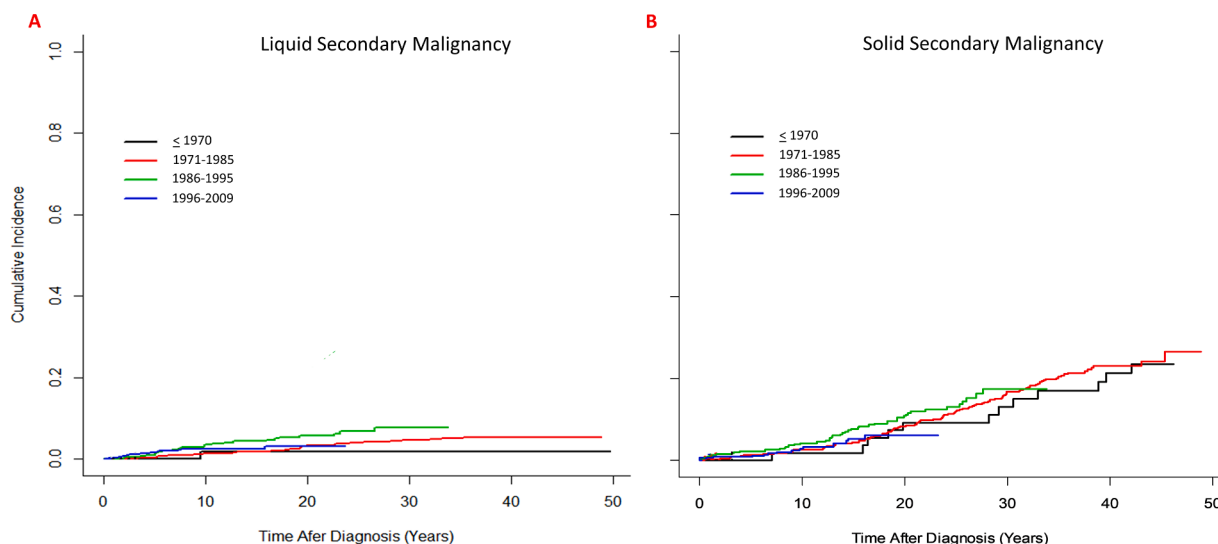 A
Liquid Secondary Malignancy
Cumulative Incidence
1.0
0.8
0.6
0.4
0.2
0.0
≤ 1970
1971-1985
1986-1995
1996-2009
0 10 20 30 40 50
Time Afer Diagnosis (Years)
B
Solid Secondary Malignancy
≤ 1970
1971-1985
1986-1995
1996-2009
0 10 20 30 40 50
Time After Diagnosis (Years)